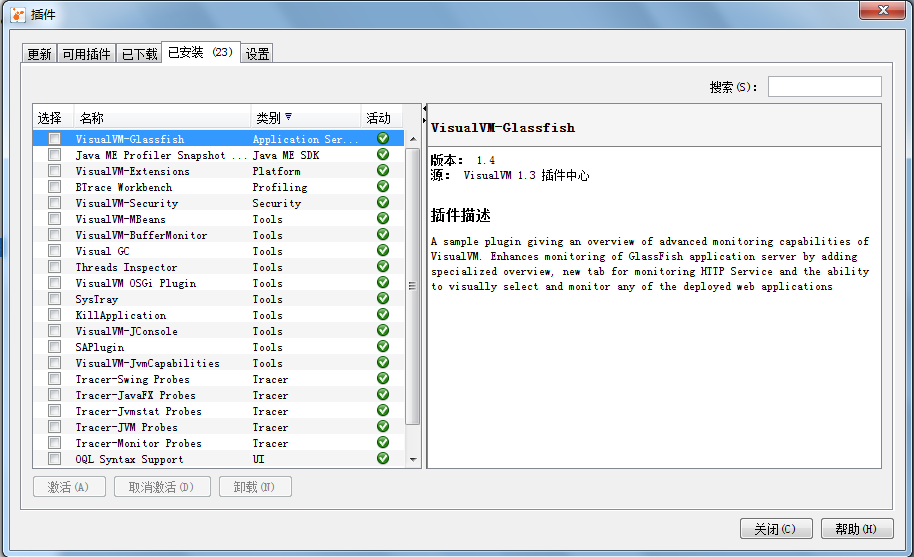 插件
更新 可用插件 已下载 已安装 (23) 设置
搜索(S):
选择 名称 类别 活动
VisualVM-Glassfish Application Ser...
Java ME Profiler Snapshot ... Java ME SDK
VisualVM-Extensions Platform
BTrace Workbench Profiling
VisualVM-Security Security
VisualVM-MBeans Tools
VisualVM-BufferMonitor Tools
Visual GC Tools
Threads Inspector Tools
VisualVM OSGi Plugin Tools
SysTray Tools
KillApplication Tools
VisualVM-JConsole Tools
SAPlugin Tools
VisualVM-JvmCapabilities Tools
Tracer-Swing Probes Tracer
Tracer-JavaFX Probes Tracer
Tracer-Jvmstat Probes Tracer
Tracer-JVM Probes Tracer
Tracer-Monitor Probes Tracer
OQL Syntax Support UI
VisualVM-Glassfish
版本: 1.4
源: VisualVM 1.3 插件中心
插件描述
A sample plugin giving an overview of advanced monitoring capabilities of
VisualVM. Enhances monitoring of GlassFish application server by adding
specialized overview, new tab for monitoring HTTP Service and the ability
to visually select and monitor any of the deployed web applications
激活(A) 取消激活(D) 卸载(N)
关闭(C) 帮助(H)